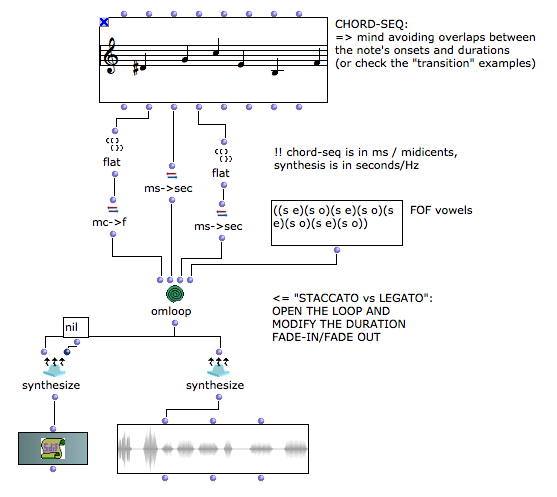 CHORD-SEQ:
=> mind avoiding overlaps between
the note's onsets and durations
(or check the "transition" examples)
flat
flat
!! chord-seq is in ms / midicents,
synthesis is in seconds/Hz
ms->sec
mc->f
ms->sec
((s e)(s o)(s e)(s o)(s
e)(s o)(s e)(s o))
FOF vowels
omloop
<= "STACCATO vs LEGATO":
OPEN THE LOOP AND
MODIFY THE DURATION
FADE-IN/FADE OUT
nil
synthesize
synthesize